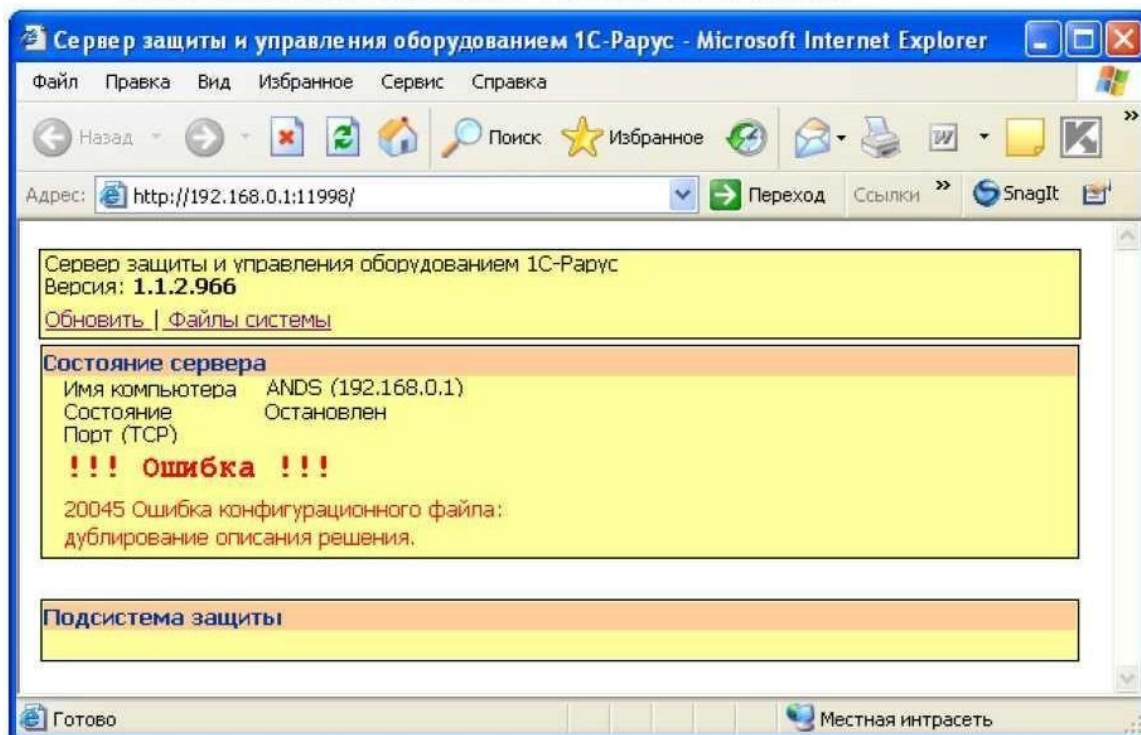 Сервер защиты и управления оборудованием 1С-Рарус - Microsoft Internet Explorer
Файл Правка Вид Избранное Сервис Справка
Назад Поиск Избранное »
Адрес: http://192.168.0.1:11998/ Переход Ссылки » SnagIt
Сервер защиты и управления оборудованием 1С-Рарус
Версия: 1.1.2.966
Обновить | Файлы системы
Состояние сервера
Имя компьютера ANDS (192.168.0.1)
Состояние Остановлен
Порт (TCP)
!!! Ошибка !!!
20045 Ошибка конфигурационного файла:
дублирование описания решения.
Подсистема защиты
Готово Местная интрасеть